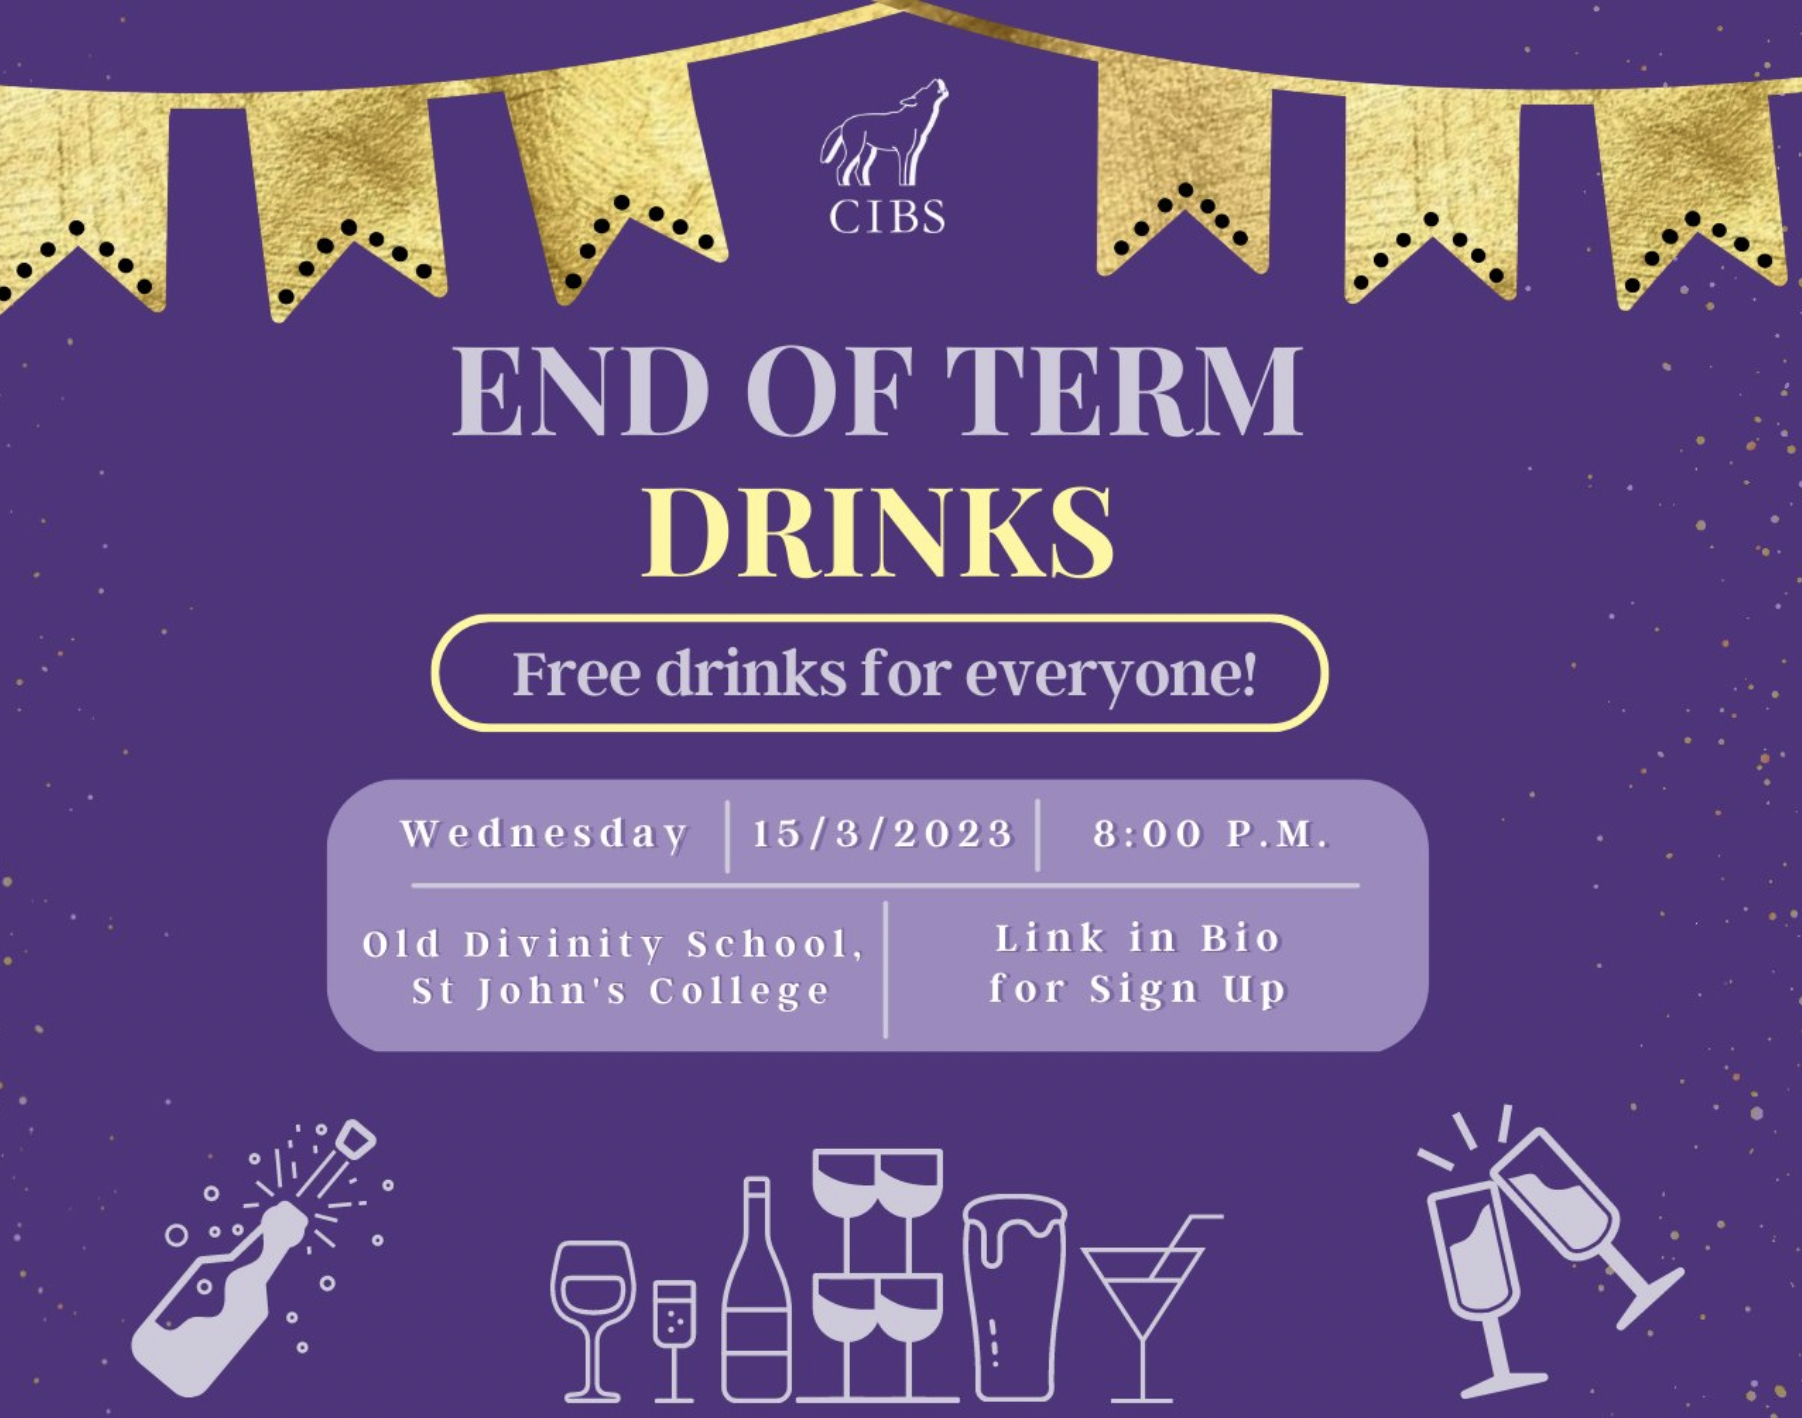 CIBS
END OF TERM
DRINKS
Free drinks for everyone!
Wednesday
15/3/2023
8:00 P.M.
Old Divinity School,
St John's College
Link in Bio
for Sign Up